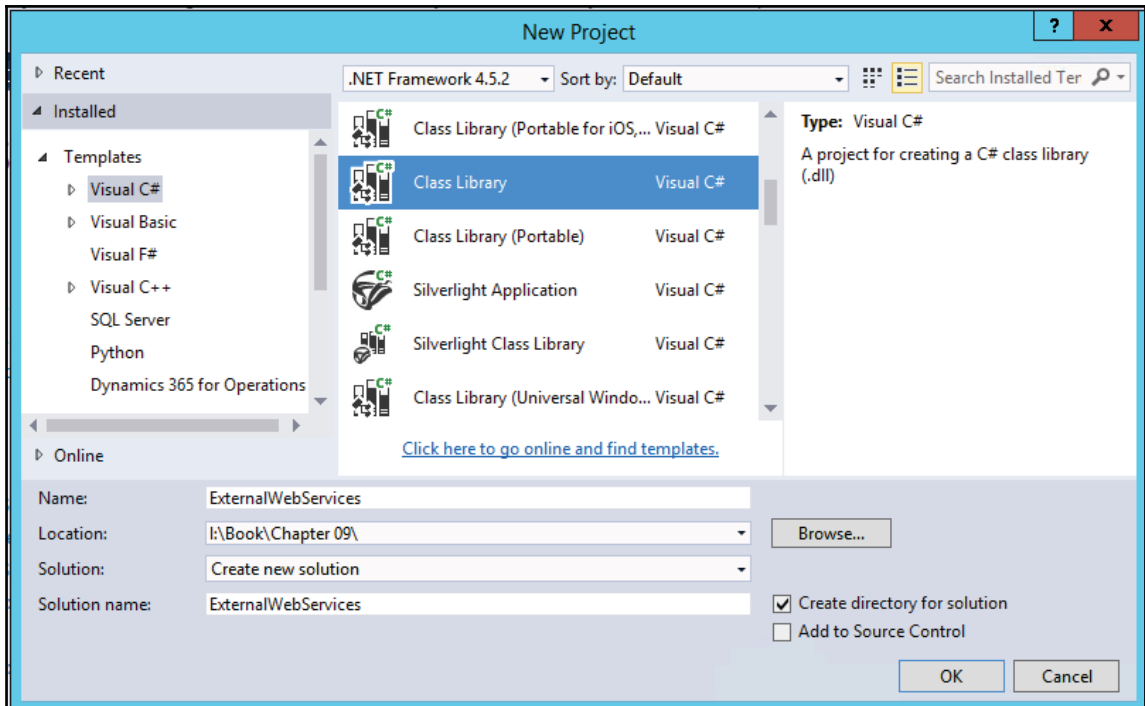 New Project
?
x
Recent
.NET Framework 4.5.2
Sort by: Default
Search Installed Ter
Installed
Templates
Visual C#
Visual Basic
Visual F#
Visual C++
SQL Server
Python
Dynamics 365 for Operations
Online
C# Class Library (Portable for iOS,... Visual C#
C# Class Library Visual C#
C# Class Library (Portable) Visual C#
C# Silverlight Application Visual C#
C# Silverlight Class Library Visual C#
C# Class Library (Universal Windo... Visual C#
Click here to go online and find templates.
Type: Visual C#
A project for creating a C# class library
(.dll)
Name: ExternalWebServices
Location: I:\Book\Chapter 09\
Browse...
Solution: Create new solution
Solution name: ExternalWebServices
Create directory for solution
Add to Source Control
OK
Cancel